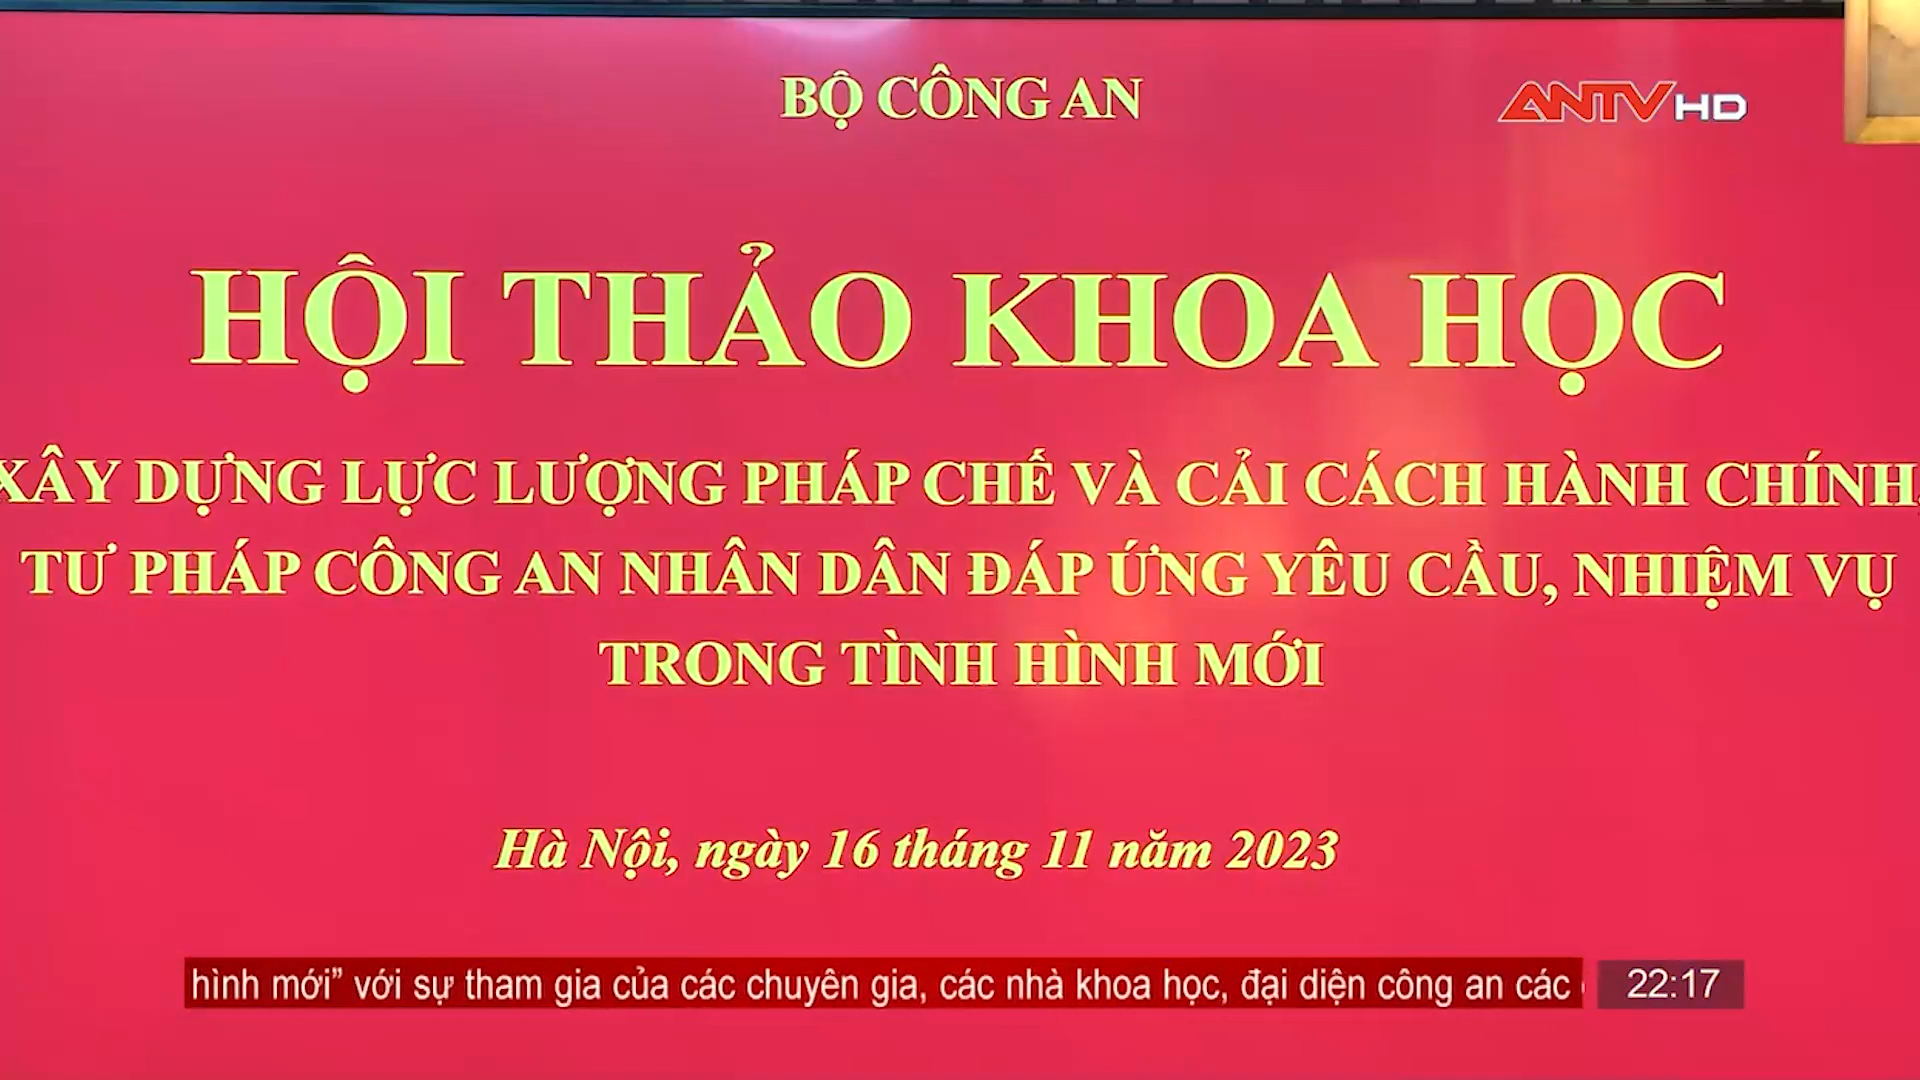 BỘ CÔNG AN
ANTV HD
HỘI THẢO KHOA HỌC
XÂY DỰNG LỰC LƯỢNG PHÁP CHẾ VÀ CẢI CÁCH HÀNH CHÍNH,
TƯ PHÁP CÔNG AN NHÂN DÂN ĐÁP ỨNG YÊU CẦU, NHIỆM VỤ
TRONG TÌNH HÌNH MỚI
Hà Nội, ngày 16 tháng 11 năm 2023
hình mới” với sự tham gia của các chuyên gia, các nhà khoa học, đại diện công an các
22:17